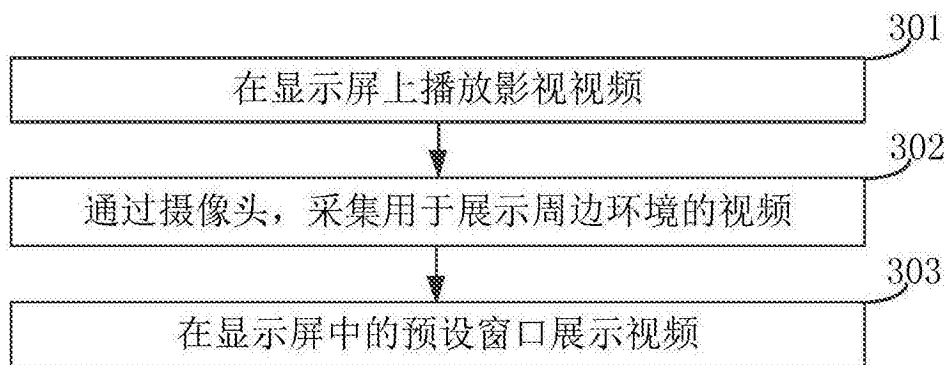 301
在显示屏上播放影视视频
302
通过摄像头，采集用于展示周边环境的视频
303
在显示屏中的预设窗口展示视频